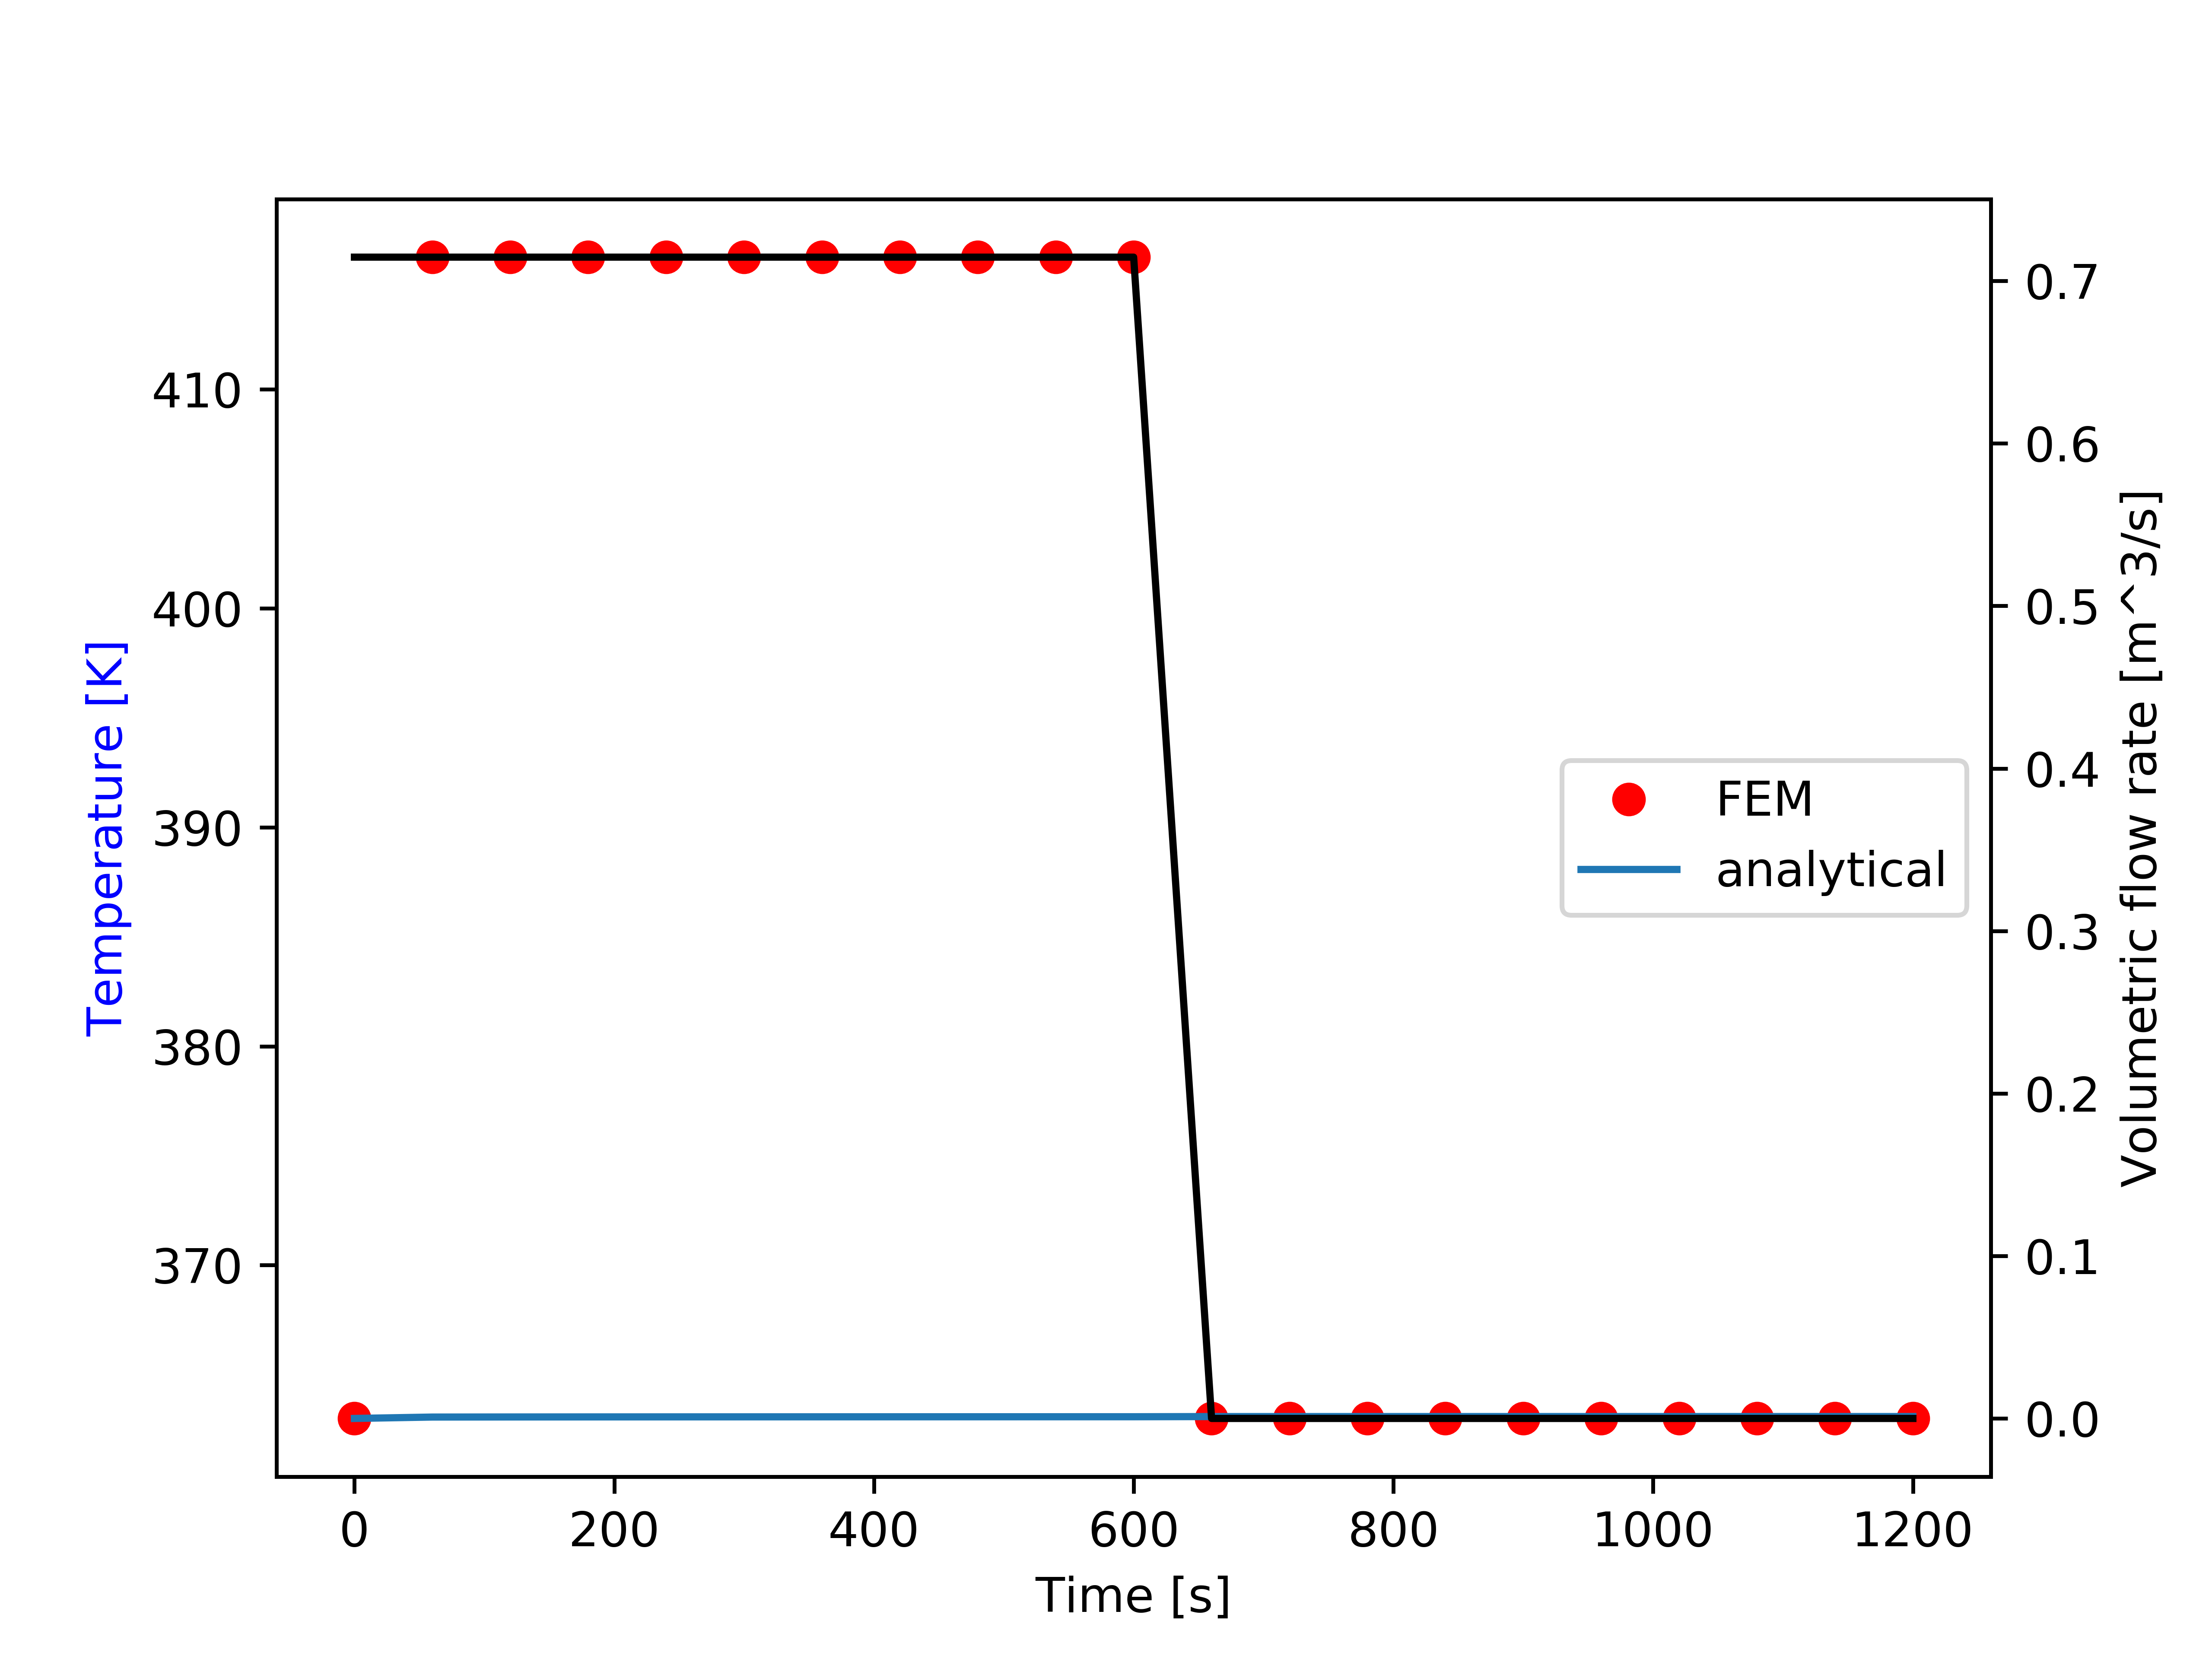 410
400
390
380
370
Temperature [K]
0.7
0.6
0.5
0.4
0.3
0.2
0.1
0.0
Volumetric flow rate [m^3/s]
FEM
analytical
0 200 400 600 800 1000 1200
Time [s]